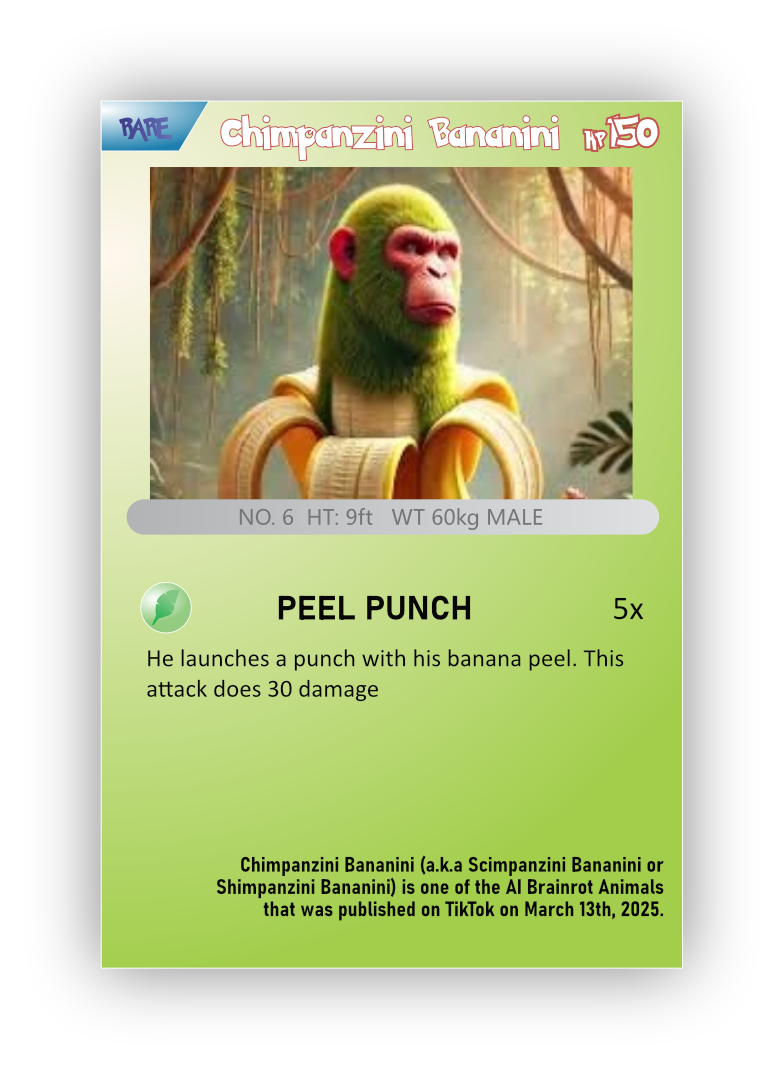 RARE
Chimpanzini Bananini HP 150
NO. 6 HT: 9ft WT 60kg MALE
PEEL PUNCH 5x
He launches a punch with his banana peel. This
attack does 30 damage
Chimpanzini Bananini (a.k.a Scimpanzini Bananini or
Shimpanzini Bananini) is one of the AI Brainrot Animals
that was published on TikTok on March 13th, 2025.